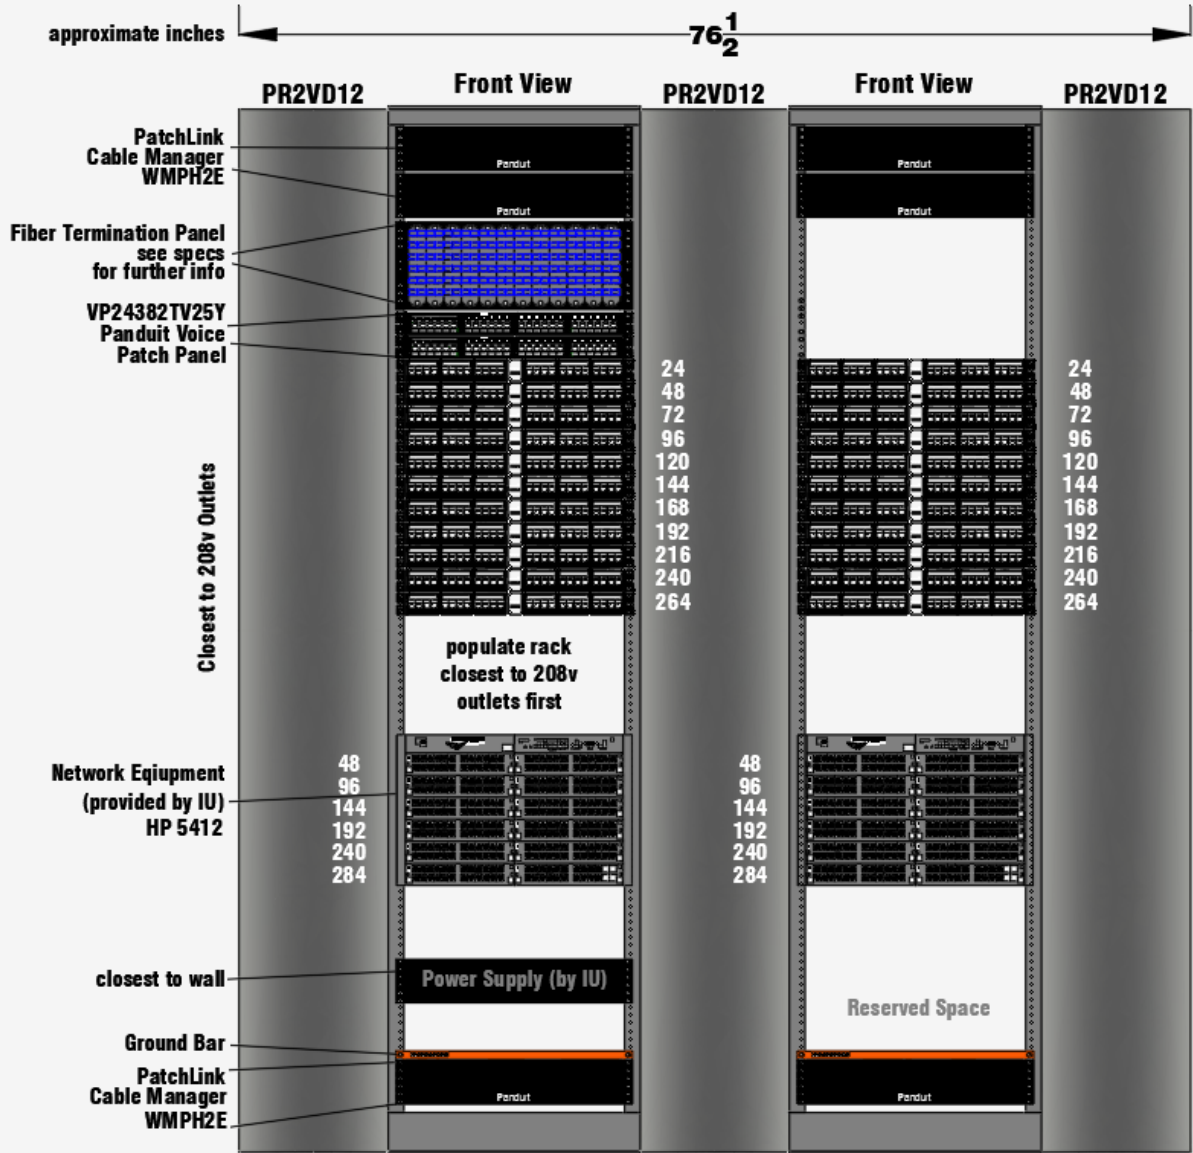 approximate inches
76 1/2
PR2VD12
Front View
PR2VD12
Front View
PR2VD12
PatchLink
Cable Manager
WMPH2E
Panduit
Panduit
Panduit
Panduit
Fiber Termination Panel
see specs
for further info
VP24382TV25Y
Panduit Voice
Patch Panel
24
48
72
96
120
144
168
192
216
240
264
24
48
72
96
120
144
168
192
216
240
264
Closest to 208v Outlets
populate rack
closest to 208v
outlets first
Network Eqiupment
(provided by IU)
HP 5412
48
96
144
192
240
284
48
96
144
192
240
284
closest to wall
Power Supply (by IU)
Reserved Space
Ground Bar
PatchLink
Cable Manager
WMPH2E
Panduit
Panduit